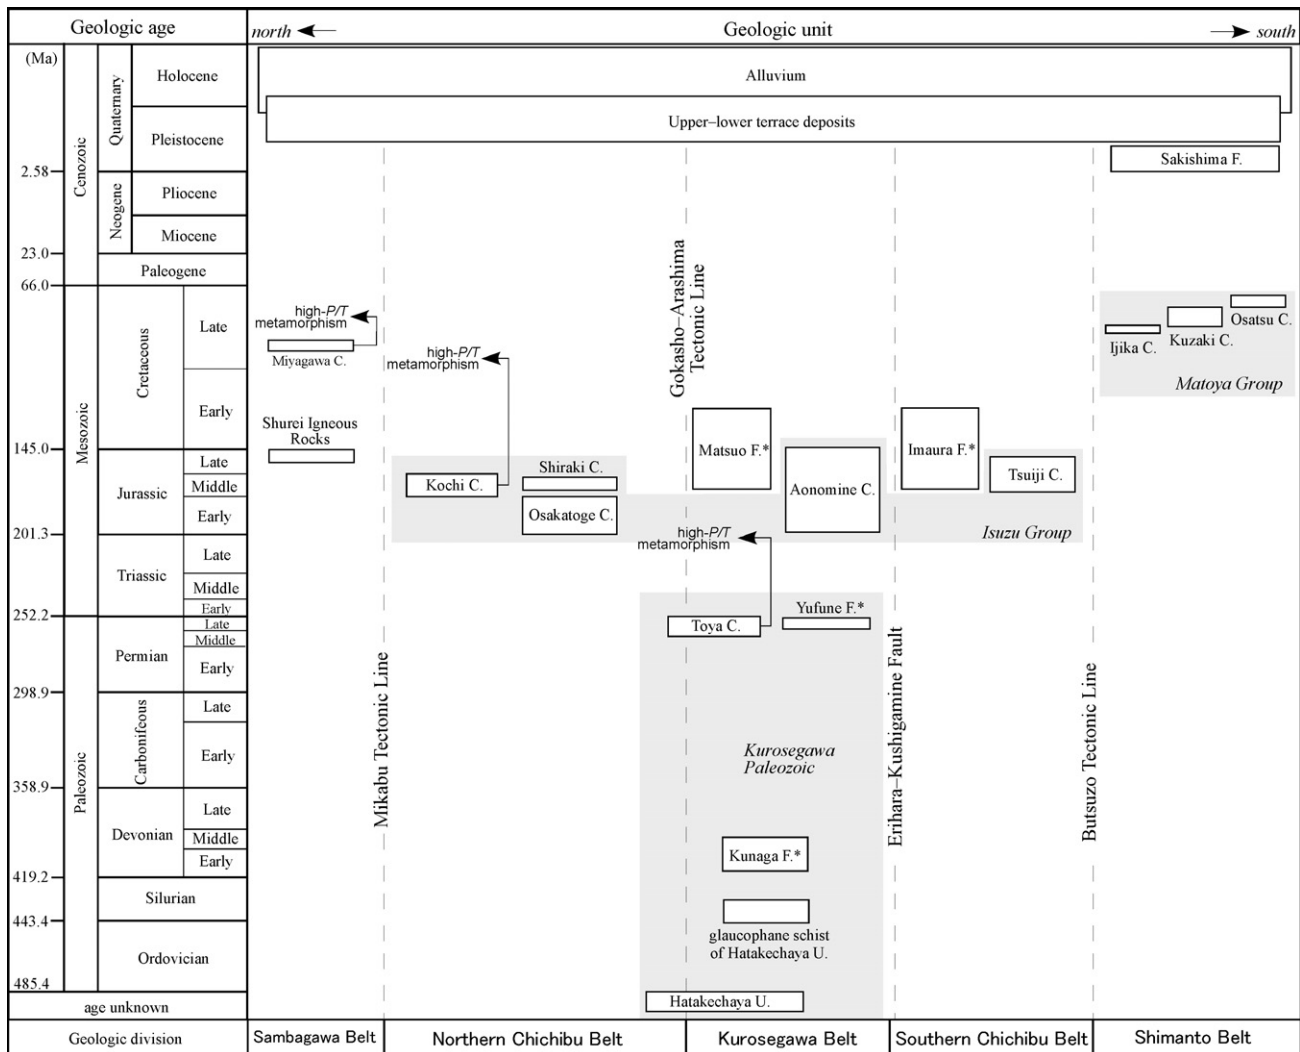 Geologic age
Geologic unit
north
south
(Ma)
Cenozoic
Quaternary
Holocene
Pleistocene
2.58
Neogene
Pliocene
Miocene
23.0
Paleogene
66.0
Mesozoic
Cretaceous
Late
Early
145.0
Jurassic
Late
Middle
Early
201.3
Triassic
Late
Middle
Early
252.2
Paleozoic
Permian
Late
Middle
Early
298.9
Carbonifeous
Late
Early
358.9
Devonian
Late
Middle
Early
419.2
Silurian
443.4
Ordovician
485.4
age unknown
Geologic division
Alluvium
Upper–lower terrace deposits
Sakishima F.
high-P/T
metamorphism
Miyagawa C.
Shurei Igneous
Rocks
Mikabu Tectonic Line
high-P/T
metamorphism
Kochi C.
Shiraki C.
Osakatoge C.
Gokasho–Arashima
Tectonic Line
Matsuo F.*
Aonomine C.
Imaura F.*
Tsuiji C.
Isuzu Group
high-P/T
metamorphism
Toya C.
Yufune F.*
Kurosegawa
Paleozoic
Kunaga F.*
glaucophane schist
of Hatakechaya U.
Hatakechaya U.
Erihara–Kushigamine Fault
Butsuzo Tectonic Line
Ijika C.
Kuzaki C.
Osatsu C.
Matoya Group
Sambagawa Belt
Northern Chichibu Belt
Kurosegawa Belt
Southern Chichibu Belt
Shimanto Belt